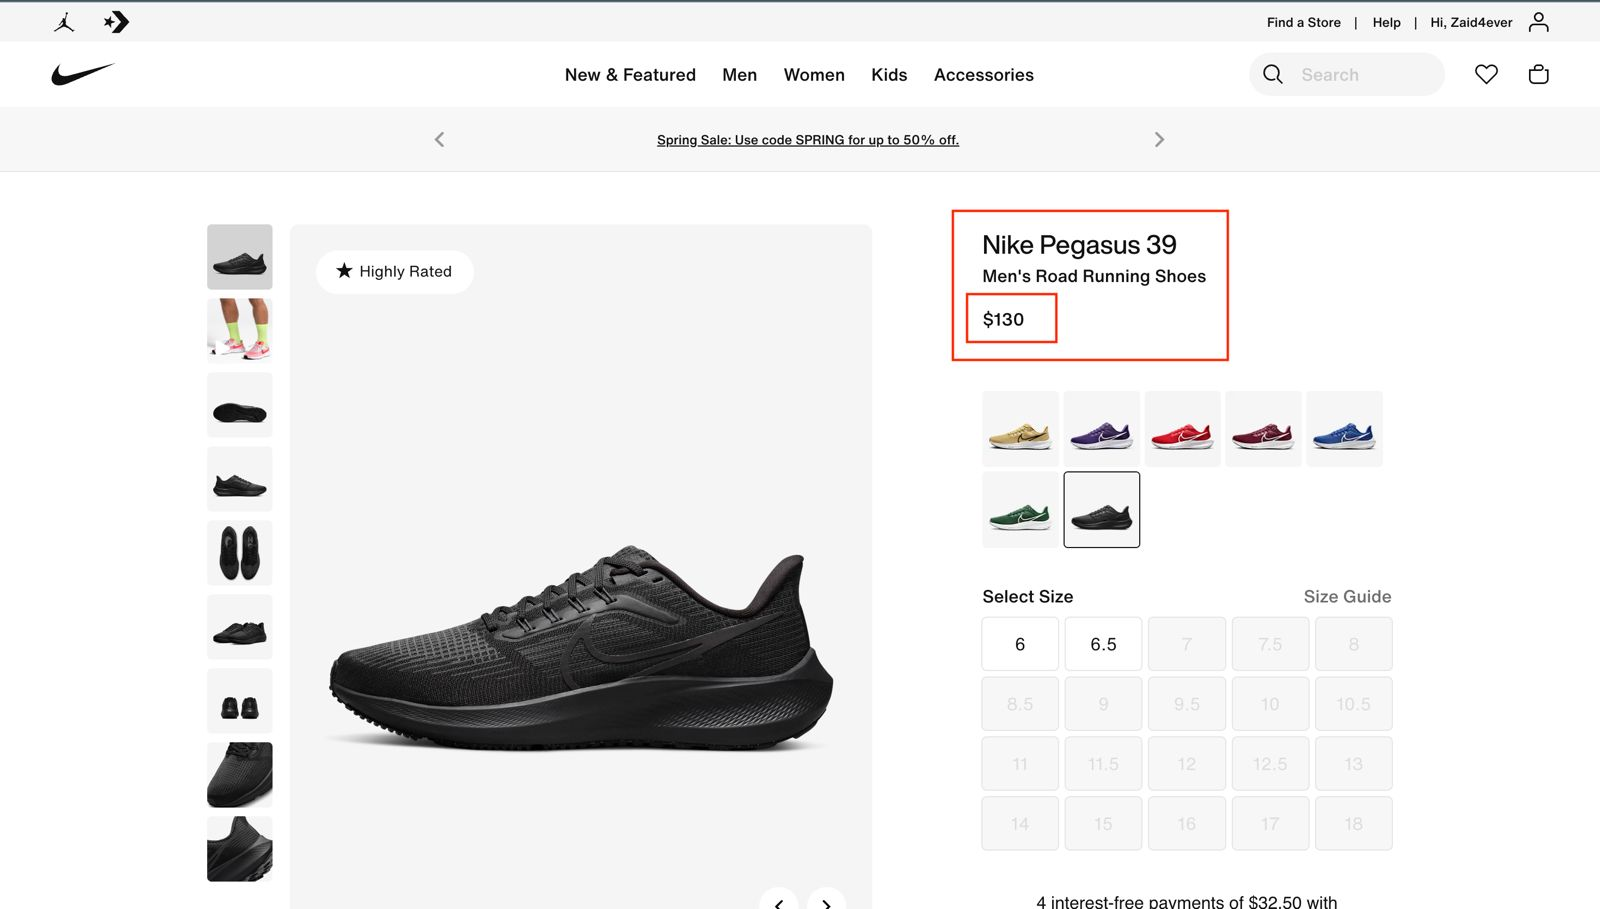 Find a Store | Help | Hi, Zaid4ever
New & Featured Men Women Kids Accessories
Search
Spring Sale: Use code SPRING for up to 50% off.
★ Highly Rated
Nike Pegasus 39
Men's Road Running Shoes
$130
Select Size Size Guide
6 6.5 7 7.5 8
8.5 9 9.5 10 10.5
11 11.5 12 12.5 13
14 15 16 17 18
4 interest-free payments of $32.50 with